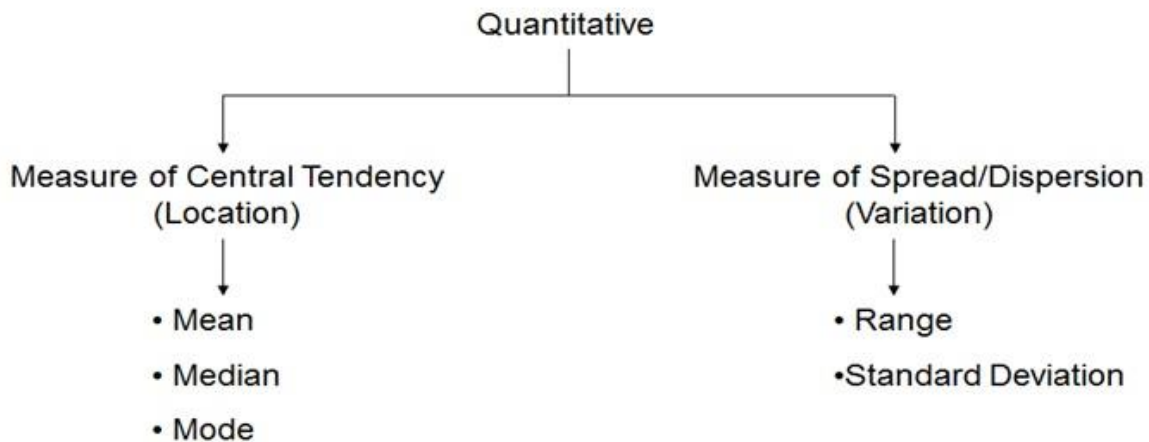 Quantitative
Measure of Central Tendency
(Location)
• Mean
• Median
• Mode
Measure of Spread/Dispersion
(Variation)
• Range
•Standard Deviation